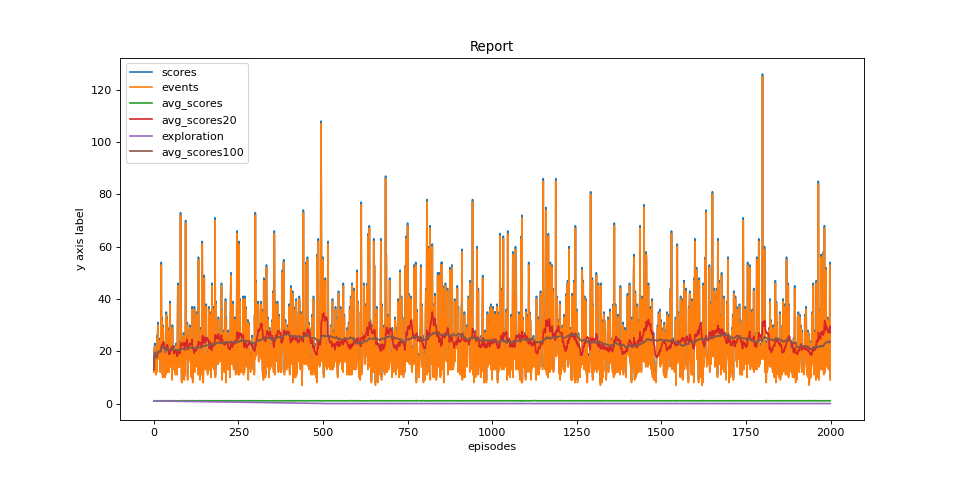 Report
scores
events
avg_scores
avg_scores20
exploration
avg_scores100
y axis label
120
100
80
60
40
20
0
0 250 500 750 1000 1250 1500 1750 2000
episodes